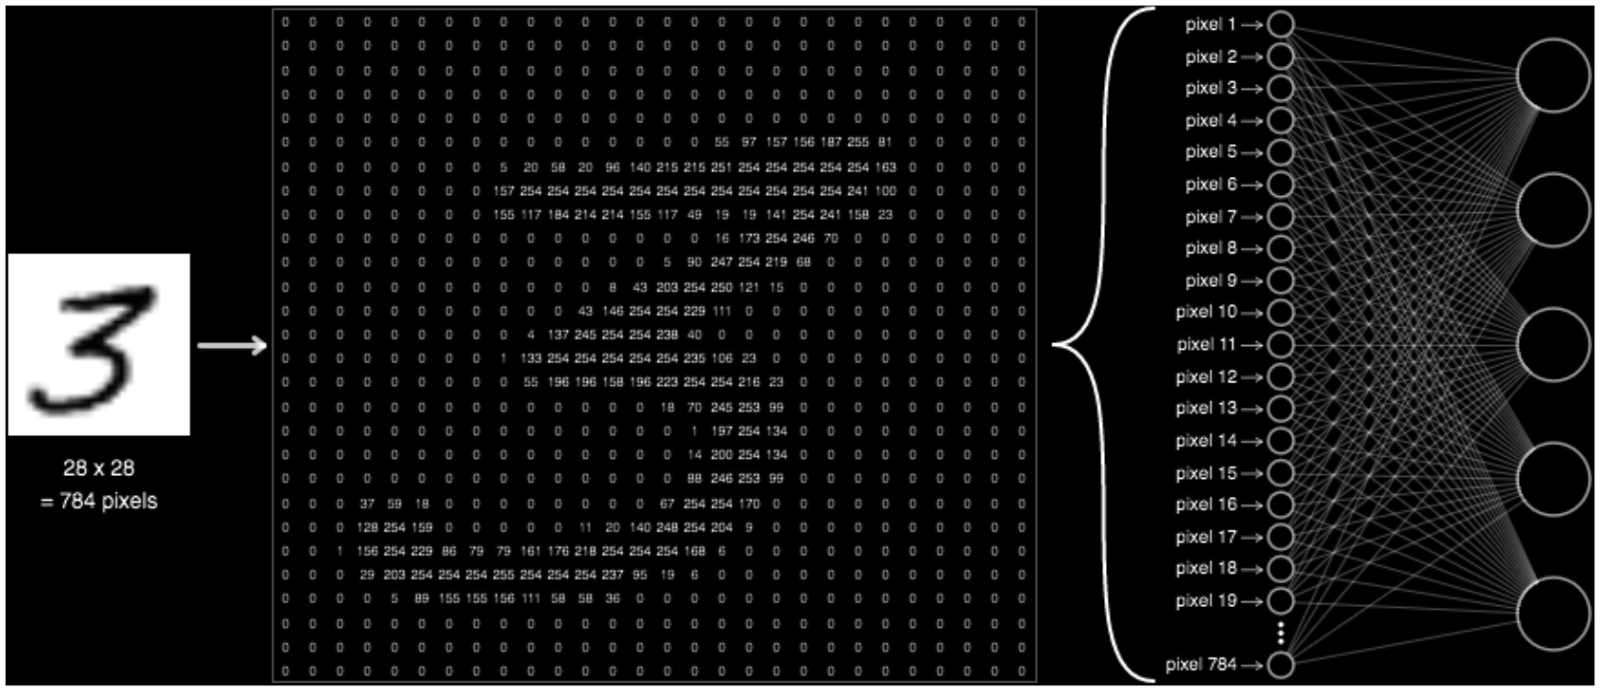 28 x 28
= 784 pixels
0 0 0 0 0 0 0 0 0 0 0 0 0 0 0 0 0 0 0 0 0 0 0 0 0 0 0 0
0 0 0 0 0 0 0 0 0 0 0 0 0 0 0 0 0 0 0 0 0 0 0 0 0 0 0 0
0 0 0 0 0 0 0 0 0 0 0 0 0 0 0 0 0 0 0 0 0 0 0 0 0 0 0 0
0 0 0 0 0 0 0 0 0 0 0 0 0 0 0 0 0 0 0 0 0 0 0 0 0 0 0 0
0 0 0 0 0 0 0 0 0 0 0 0 0 0 0 0 0 0 0 0 0 0 0 0 0 0 0 0
0 0 0 0 0 0 0 0 0 0 0 0 0 0 0 0 55 97 157 156 187 255 81 0 0 0 0 0
0 0 0 0 0 0 0 0 5 20 58 20 96 140 215 215 251 254 254 254 254 254 163 0 0 0 0 0
0 0 0 0 0 0 0 0 157 254 254 254 254 254 254 254 254 254 254 254 254 241 100 0 0 0 0 0
0 0 0 0 0 0 0 0 155 117 184 214 214 155 117 49 19 19 141 254 241 158 23 0 0 0 0 0
0 0 0 0 0 0 0 0 0 0 0 0 0 0 0 0 16 173 254 246 70 0 0 0 0 0 0 0
0 0 0 0 0 0 0 0 0 0 0 0 0 0 5 90 247 254 219 68 0 0 0 0 0 0 0 0
0 0 0 0 0 0 0 0 0 0 0 0 8 43 203 254 250 121 15 0 0 0 0 0 0 0 0 0
0 0 0 0 0 0 0 0 0 0 0 43 146 254 254 229 111 0 0 0 0 0 0 0 0 0 0 0
0 0 0 0 0 0 0 0 0 4 137 245 254 254 238 40 0 0 0 0 0 0 0 0 0 0 0 0
0 0 0 0 0 0 0 0 1 133 254 254 254 254 254 235 106 23 0 0 0 0 0 0 0 0 0 0
0 0 0 0 0 0 0 0 0 55 196 196 158 196 223 254 254 216 23 0 0 0 0 0 0 0 0 0
0 0 0 0 0 0 0 0 0 0 0 0 0 0 18 70 245 253 99 0 0 0 0 0 0 0 0 0
0 0 0 0 0 0 0 0 0 0 0 0 0 0 0 1 197 254 134 0 0 0 0 0 0 0 0 0
0 0 0 0 0 0 0 0 0 0 0 0 0 0 0 14 200 254 134 0 0 0 0 0 0 0 0 0
0 0 0 0 0 0 0 0 0 0 0 0 0 0 0 88 246 253 99 0 0 0 0 0 0 0 0 0
0 0 0 37 59 18 0 0 0 0 0 0 0 0 67 254 254 170 0 0 0 0 0 0 0 0 0 0
0 0 0 128 254 159 0 0 0 0 0 11 20 140 248 254 204 9 0 0 0 0 0 0 0 0 0 0
0 0 1 156 254 229 86 79 79 161 176 218 254 254 254 168 6 0 0 0 0 0 0 0 0 0 0 0
0 0 0 29 203 254 254 254 255 254 254 254 237 95 19 6 0 0 0 0 0 0 0 0 0 0 0 0
0 0 0 0 5 89 155 155 156 111 58 58 36 0 0 0 0 0 0 0 0 0 0 0 0 0 0 0
0 0 0 0 0 0 0 0 0 0 0 0 0 0 0 0 0 0 0 0 0 0 0 0 0 0 0 0
0 0 0 0 0 0 0 0 0 0 0 0 0 0 0 0 0 0 0 0 0 0 0 0 0 0 0 0
0 0 0 0 0 0 0 0 0 0 0 0 0 0 0 0 0 0 0 0 0 0 0 0 0 0 0 0
pixel 1
pixel 2
pixel 3
pixel 4
pixel 5
pixel 6
pixel 7
pixel 8
pixel 9
pixel 10
pixel 11
pixel 12
pixel 13
pixel 14
pixel 15
pixel 16
pixel 17
pixel 18
pixel 19
pixel 784